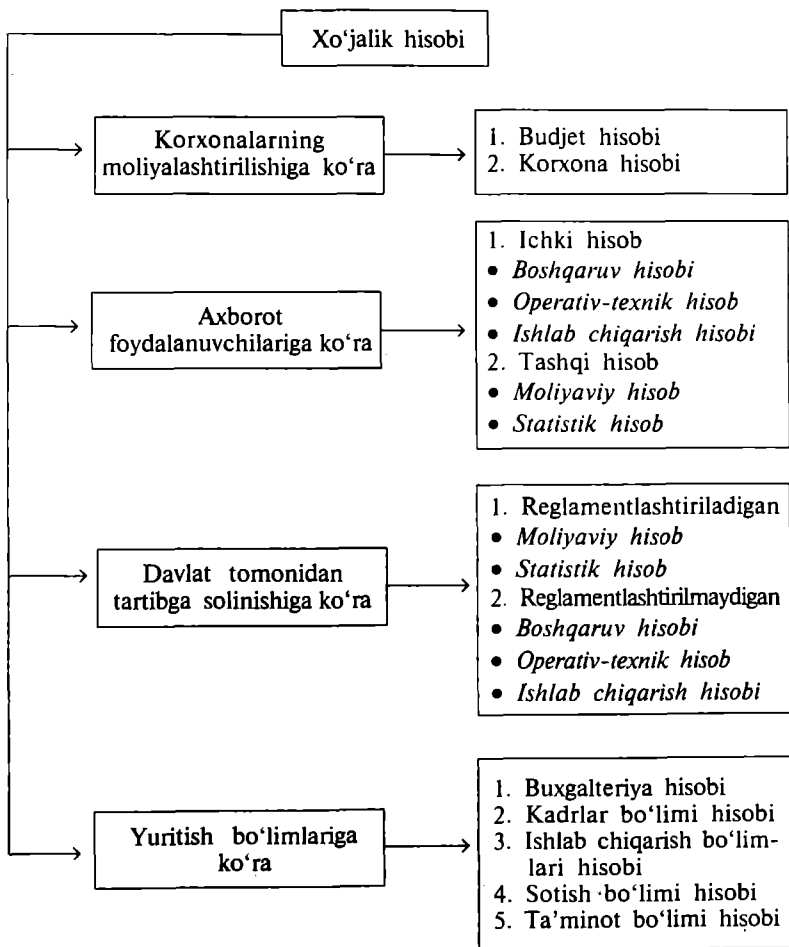 Xo‘jalik hisobi
Korxonalarning
moliyalashtirilishiga ko‘ra
1. Budjet hisobi
2. Korxona hisobi
Axborot
foydalanuvchilariga ko‘ra
1. Ichki hisob
• Boshqaruv hisobi
• Operativ-texnik hisob
• Ishlab chiqarish hisobi
2. Tashqi hisob
• Moliyaviy hisob
• Statistik hisob
Davlat tomonidan
tartibga solinishiga ko‘ra
1. Reglamentlashtiriladigan
• Moliyaviy hisob
• Statistik hisob
2. Reglamentlashtirilmaydigan
• Boshqaruv hisobi
• Operativ-texnik hisob
• Ishlab chiqarish hisobi
Yuritish bo‘limlariga
ko‘ra
1. Buxgalteriya hisobi
2. Kadrlar bo‘limi hisobi
3. Ishlab chiqarish bo‘lim-
lari hisobi
4. Sotish bo‘limi hisobi
5. Ta’minot bo‘limi hisobi